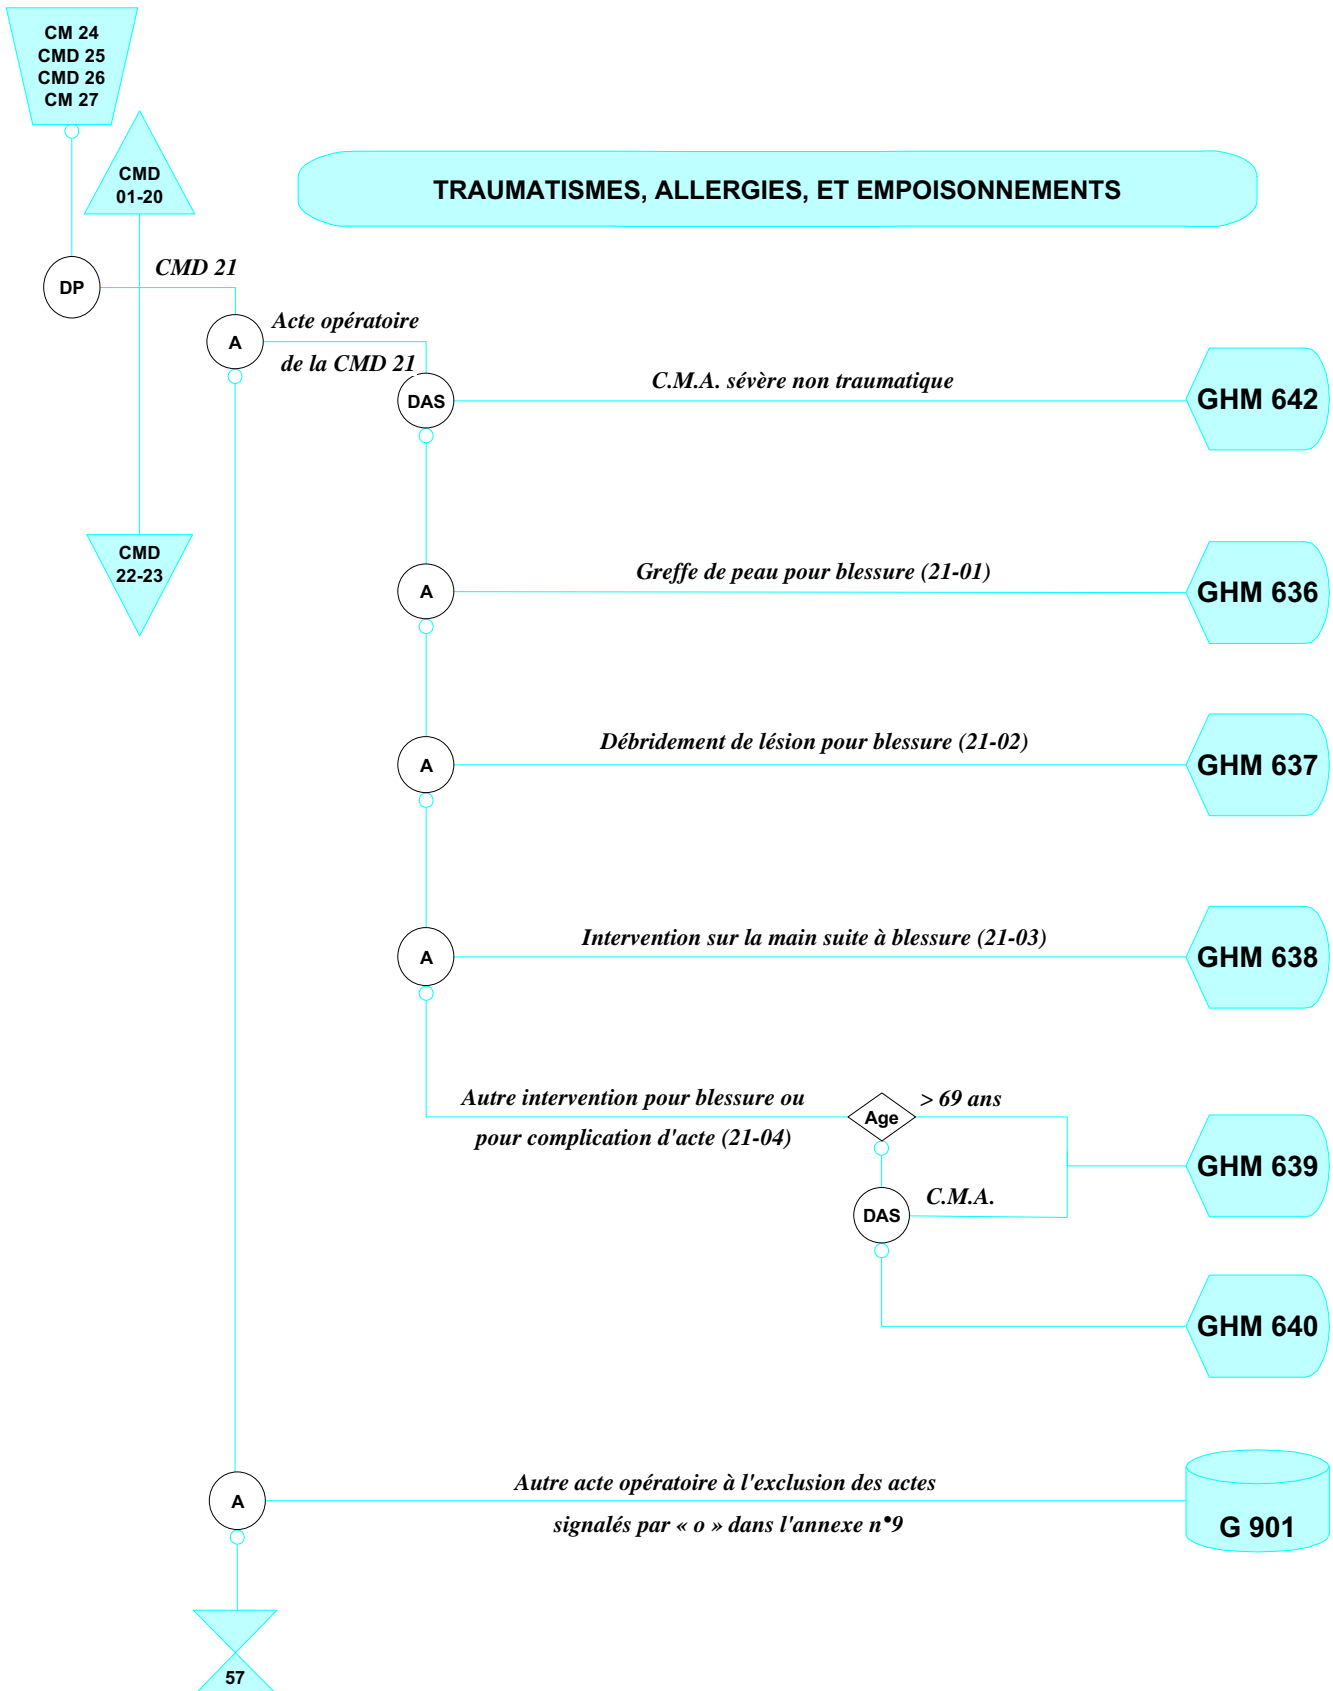 CM 24
CMD 25
CMD 26
CM 27
CMD
01-20
TRAUMATISMES, ALLERGIES, ET EMPOISONNEMENTS
CMD 21
DP
A
Acte opératoire
de la CMD 21
DAS
C.M.A. sévère non traumatique
GHM 642
CMD
22-23
A
Greffe de peau pour blessure (21-01)
GHM 636
A
Débridement de lésion pour blessure (21-02)
GHM 637
A
Intervention sur la main suite à blessure (21-03)
GHM 638
Autre intervention pour blessure ou
pour complication d'acte (21-04)
Age
> 69 ans
GHM 639
DAS
C.M.A.
GHM 640
A
Autre acte opératoire à l'exclusion des actes
signalés par « o » dans l'annexe n•9
G 901
57